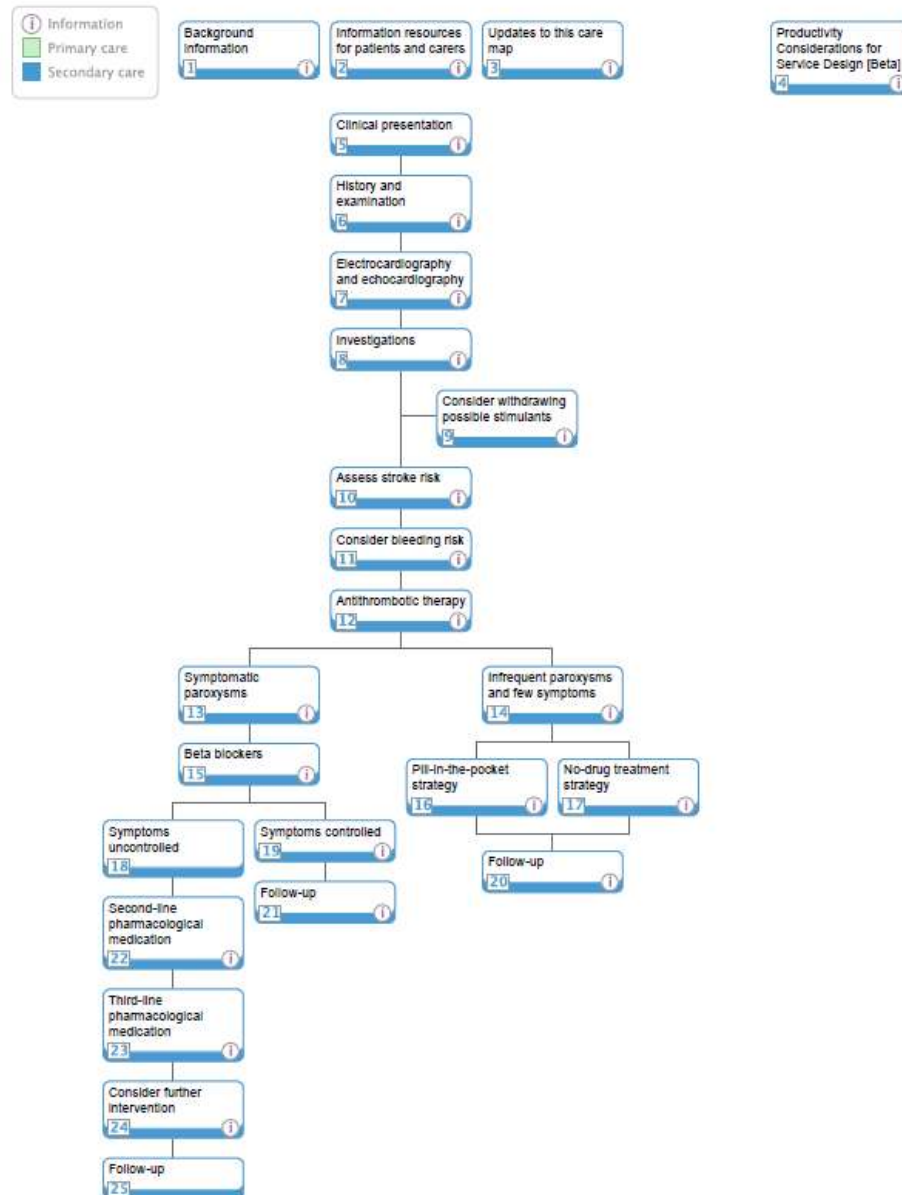 i Information
Primary care
Secondary care
Background
information
1 i
Information resources
for patients and carers
2 i
Updates to this care
map
3 i
Productivity
Considerations for
Service Design [Beta]
4 i
Clinical presentation
5 i
History and
examination
6 i
Electrocardiography
and echocardiography
7 i
Investigations
8 i
Consider withdrawing
possible stimulants
9 i
Assess stroke risk
10 i
Consider bleeding risk
11 i
Antithrombotic therapy
12 i
Symptomatic
paroxysms
13 i
Infrequent paroxysms
and few symptoms
14 i
Beta blockers
15 i
Pill-in-the-pocket
strategy
16 i
No-drug treatment
strategy
17 i
Symptoms
uncontrolled
18
Symptoms controlled
19 i
Follow-up
20 i
Follow-up
21 i
Second-line
pharmacological
medication
22 i
Third-line
pharmacological
medication
23 i
Consider further
intervention
24 i
Follow-up
25